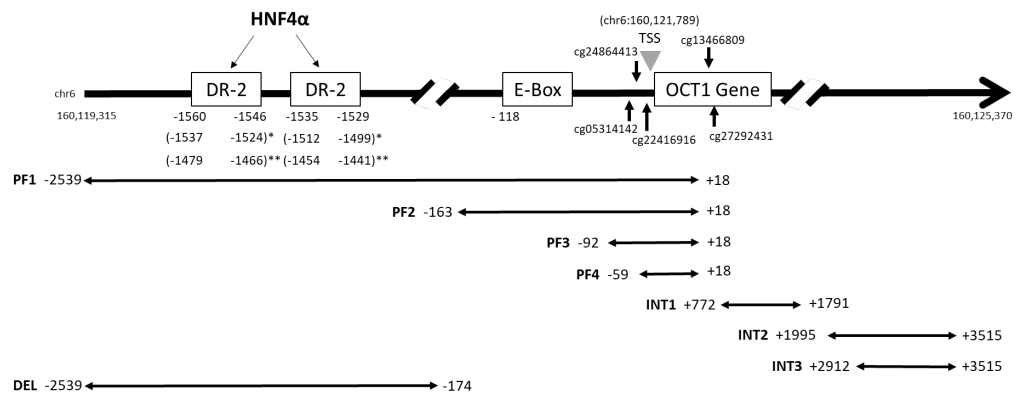 HNF4α
(chr6:160,121,789)
TSS
cg24864413
cg13466809
chr6
DR-2
DR-2
E-Box
OCT1 Gene
160,119,315
-1560 -1546 -1535 -1529
- 118
cg05314142
cg22416916
cg27292431
160,125,370
(-1537 -1524)* (-1512 -1499)*
(-1479 -1466)** (-1454 -1441)**
PF1 -2539 +18
PF2 -163 +18
PF3 -92 +18
PF4 -59 +18
INT1 +772 +1791
INT2 +1995 +3515
INT3 +2912 +3515
DEL -2539 -174